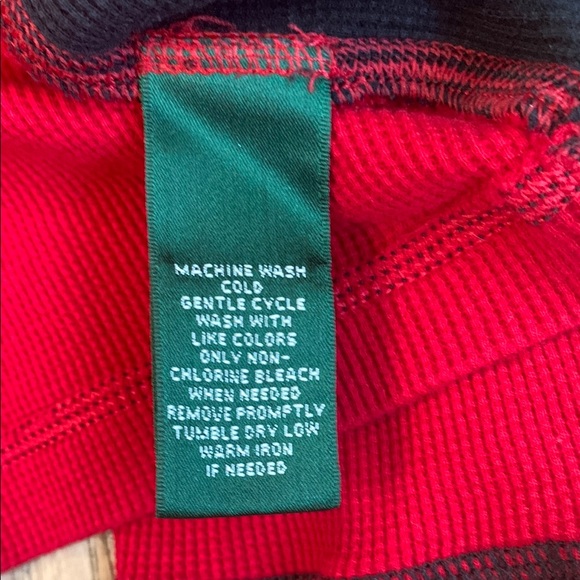 MACHINE WASH
COLD
GENTLE CYCLE
WASH WITH
LIKE COLORS
ONLY NON-
CHLORINE BLEACH
WHEN NEEDED
REMOVE PROMPTLY
TUMBLE DRY LOW
WARM IRON
IF NEEDED